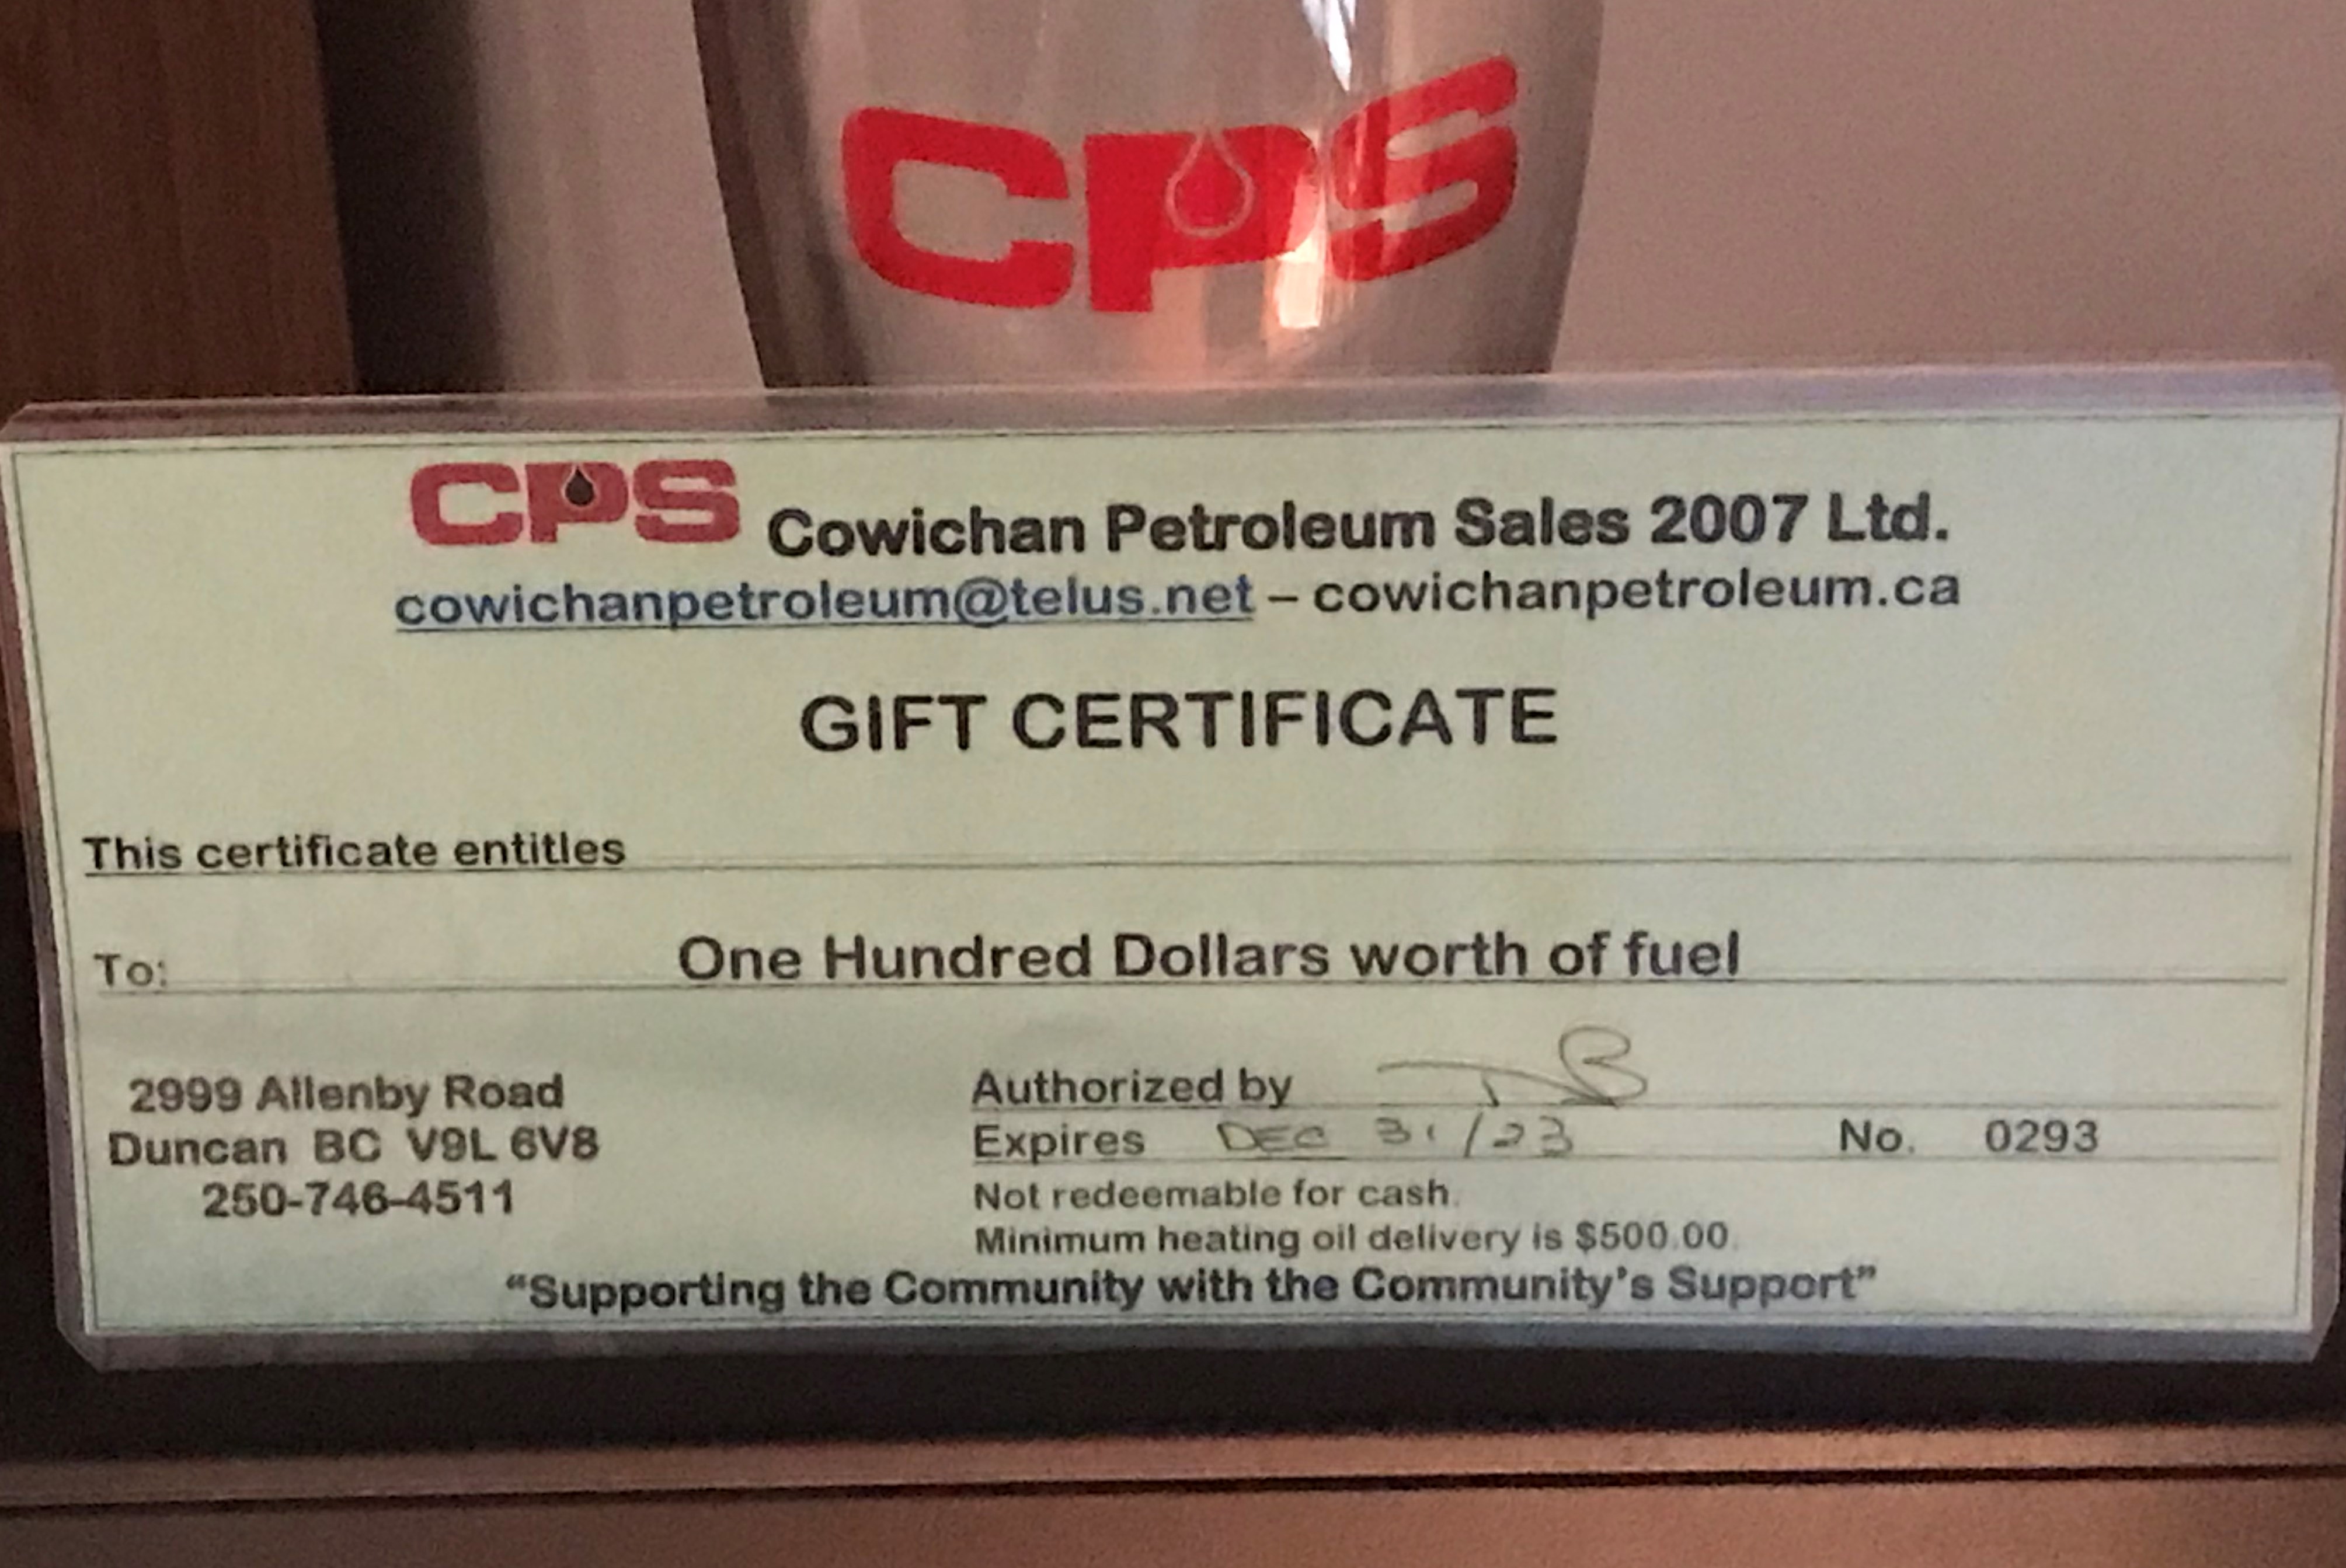 CPS
CPS Cowichan Petroleum Sales 2007 Ltd.
cowichanpetroleum@telus.net – cowichanpetroleum.ca
GIFT CERTIFICATE
This certificate entitles
To: One Hundred Dollars worth of fuel
2999 Allenby Road
Duncan BC V9L 6V8
250-746-4511
Authorized by
Expires DEC 31/23 No. 0293
Not redeemable for cash.
Minimum heating oil delivery is $500.00.
“Supporting the Community with the Community’s Support”